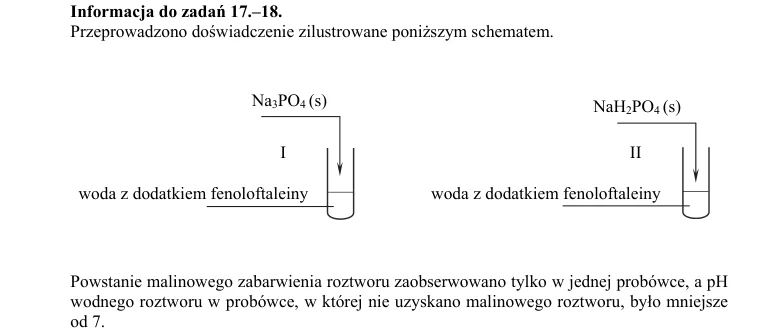 Informacja do zadań 17.–18.
Przeprowadzono doświadczenie zilustrowane poniższym schematem.
Na₃PO₄ (s)
NaH₂PO₄ (s)
I
II
woda z dodatkiem fenoloftaleiny
woda z dodatkiem fenoloftaleiny
Powstanie malinowego zabarwienia roztworu zaobserwowano tylko w jednej probówce, a pH
wodnego roztworu w probówce, w której nie uzyskano malinowego roztworu, było mniejsze
od 7.